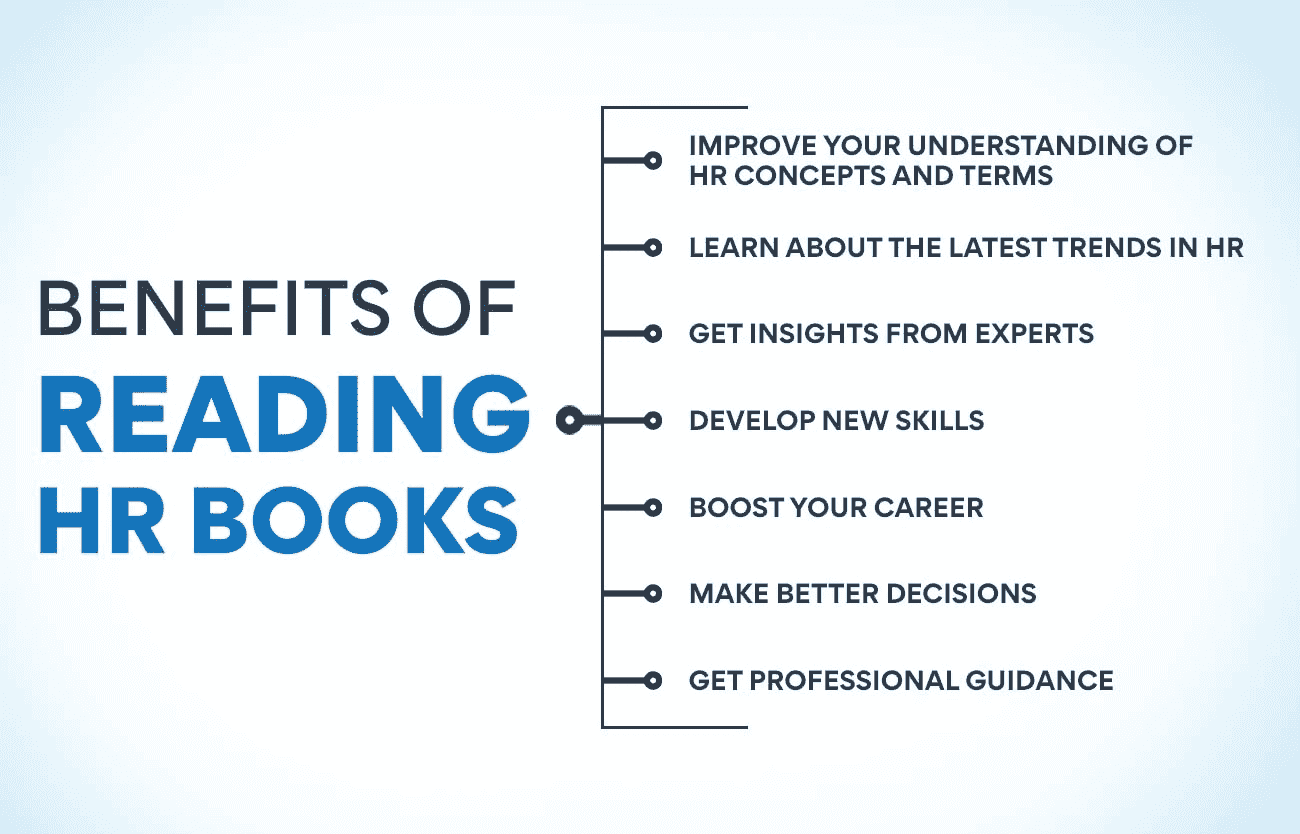 BENEFITS OF
READING
HR BOOKS
IMPROVE YOUR UNDERSTANDING OF
HR CONCEPTS AND TERMS
LEARN ABOUT THE LATEST TRENDS IN HR
GET INSIGHTS FROM EXPERTS
DEVELOP NEW SKILLS
BOOST YOUR CAREER
MAKE BETTER DECISIONS
GET PROFESSIONAL GUIDANCE